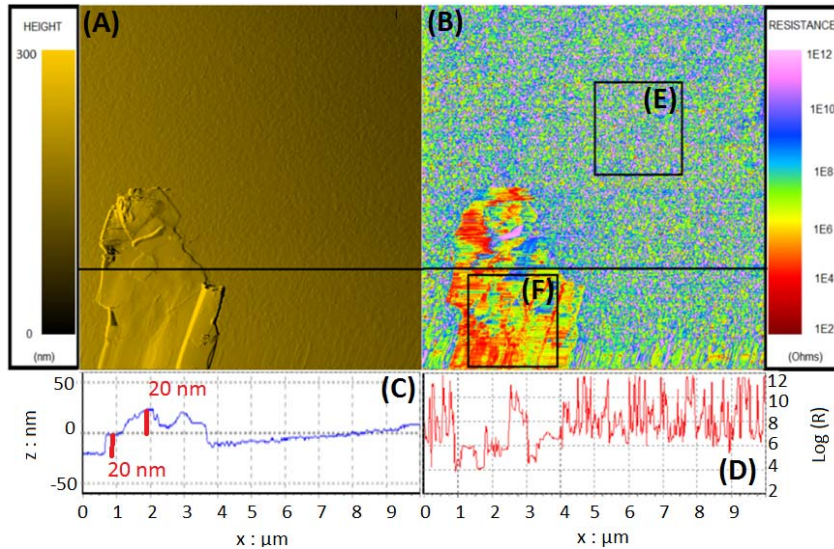 HEIGHT
300
0
(nm)
(A)
(B)
(E)
(F)
RESISTANCE
1E12
1E10
1E8
1E6
1E4
1E2
(Ohms)
(C)
50
0
-50
z : nm
20 nm
20 nm
0 1 2 3 4 5 6 7 8 9
x : µm
(D)
12
10
8
6
4
2
Log (R)
0 1 2 3 4 5 6 7 8 9
x : µm